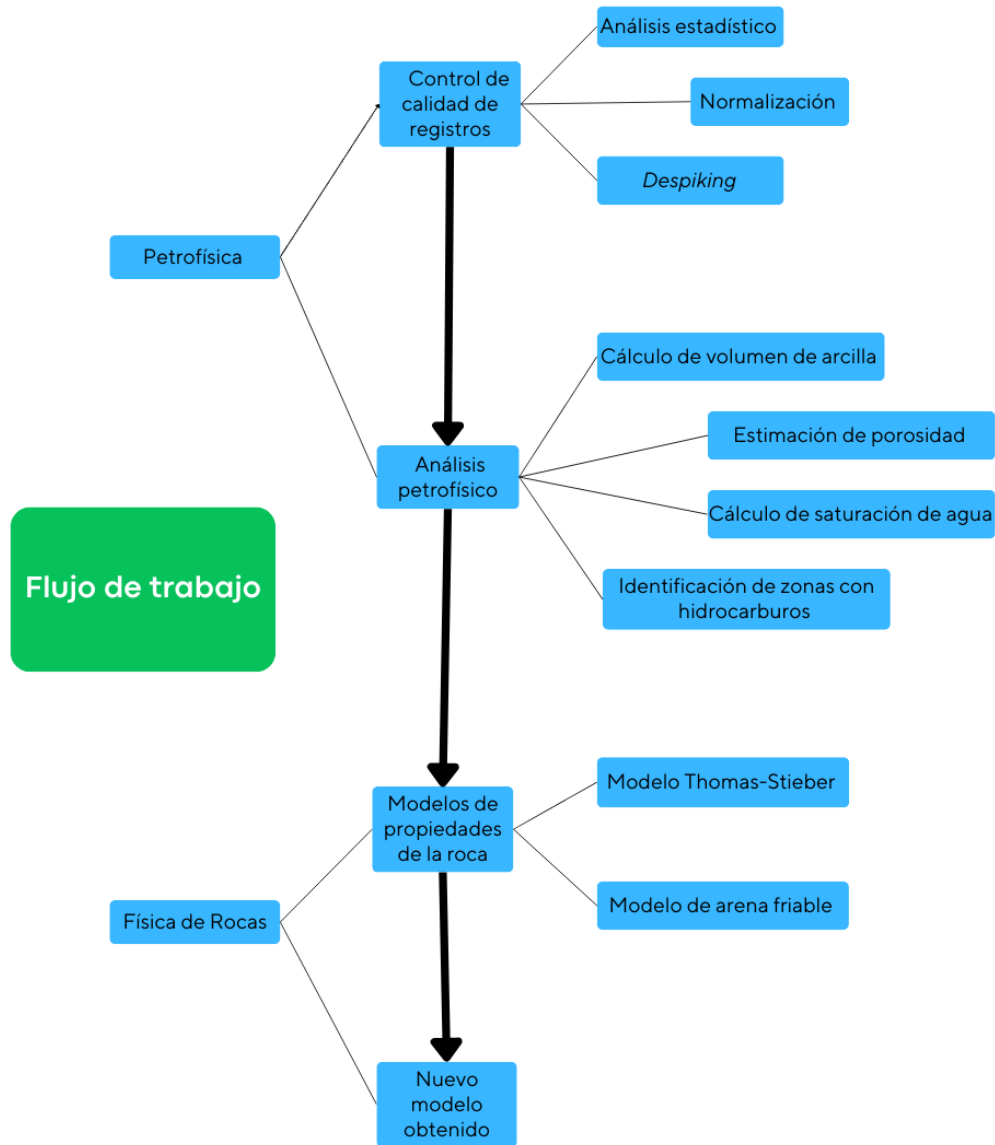 Análisis estadístico
Control de
calidad de
registros
Normalización
Despiking
Petrofísica
Cálculo de volumen de arcilla
Estimación de porosidad
Análisis
petrofísico
Cálculo de saturación de agua
Identificación de zonas con
hidrocarburos
Flujo de trabajo
Modelo Thomas-Stieber
Modelos de
propiedades
de la roca
Modelo de arena friable
Física de Rocas
Nuevo
modelo
obtenido